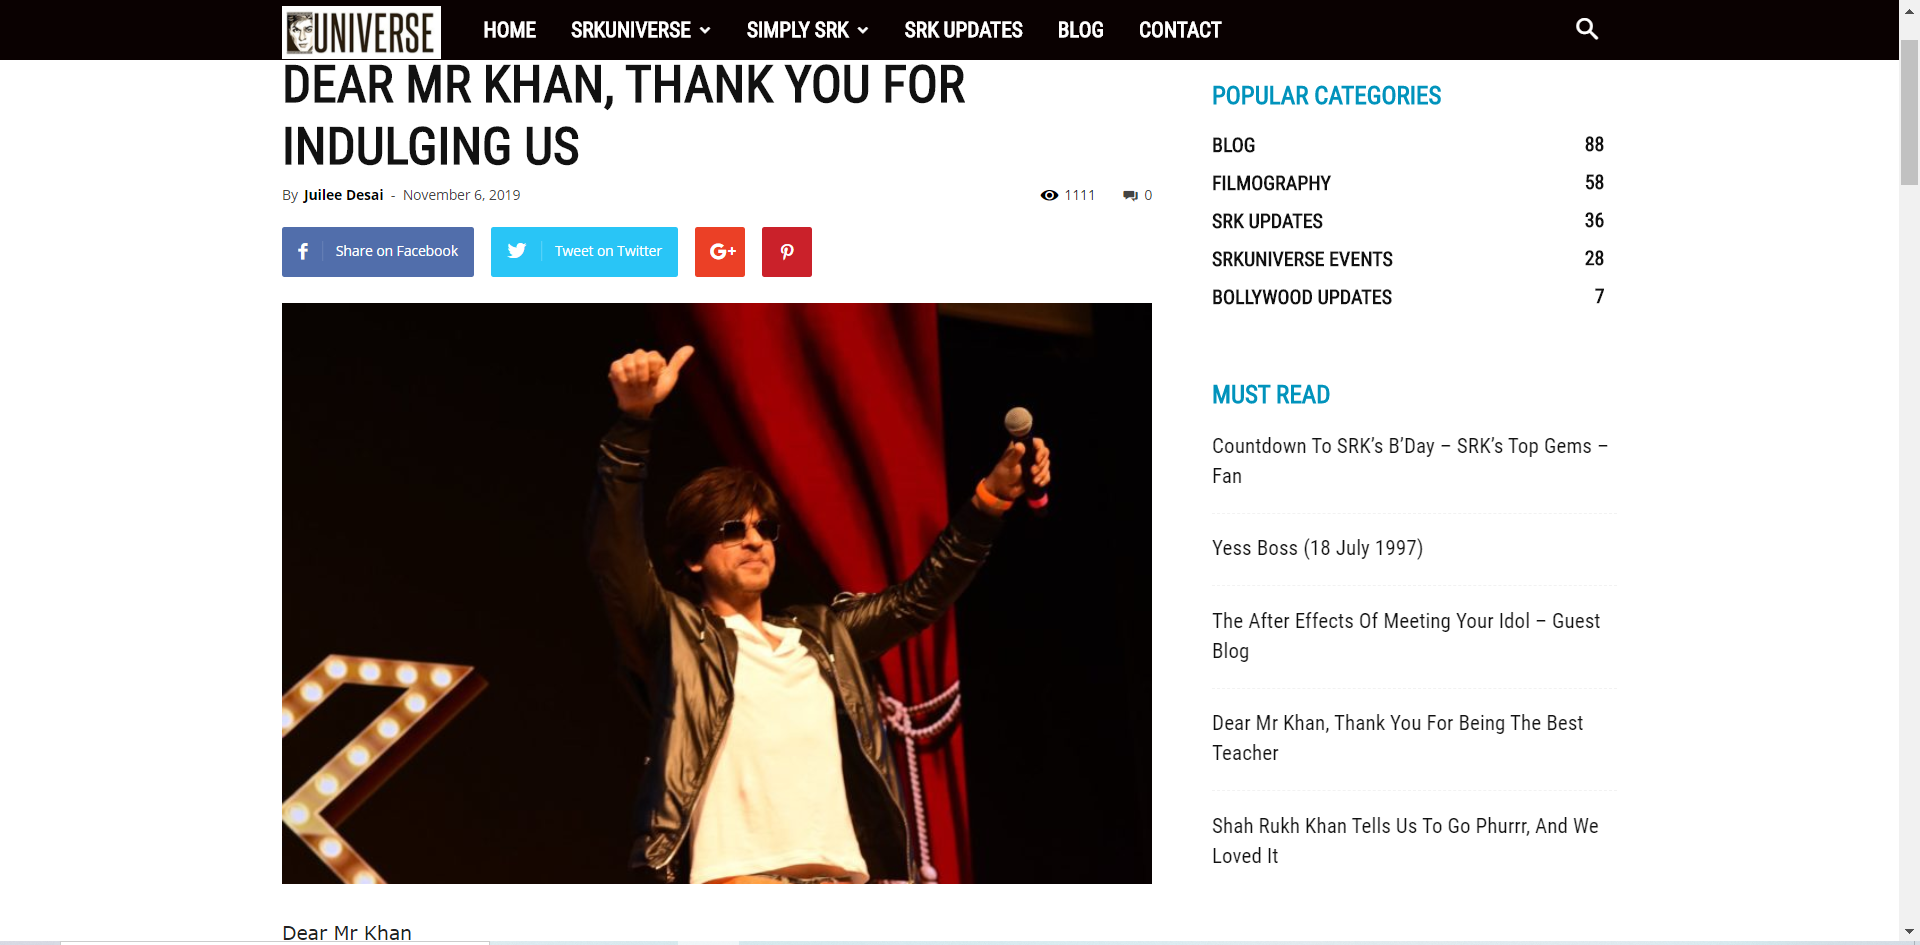 UNIVERSE
HOME SRKUNIVERSE SIMPLY SRK SRK UPDATES BLOG CONTACT
DEAR MR KHAN, THANK YOU FOR
INDULGING US
By Juilee Desai - November 6, 2019 1111 0
Share on Facebook Tweet on Twitter G+
Dear Mr Khan
POPULAR CATEGORIES
BLOG 88
FILMOGRAPHY 58
SRK UPDATES 36
SRKUNIVERSE EVENTS 28
BOLLYWOOD UPDATES 7
MUST READ
Countdown To SRK’s B’Day – SRK’s Top Gems –
Fan
Yess Boss (18 July 1997)
The After Effects Of Meeting Your Idol – Guest
Blog
Dear Mr Khan, Thank You For Being The Best
Teacher
Shah Rukh Khan Tells Us To Go Phurrr, And We
Loved It